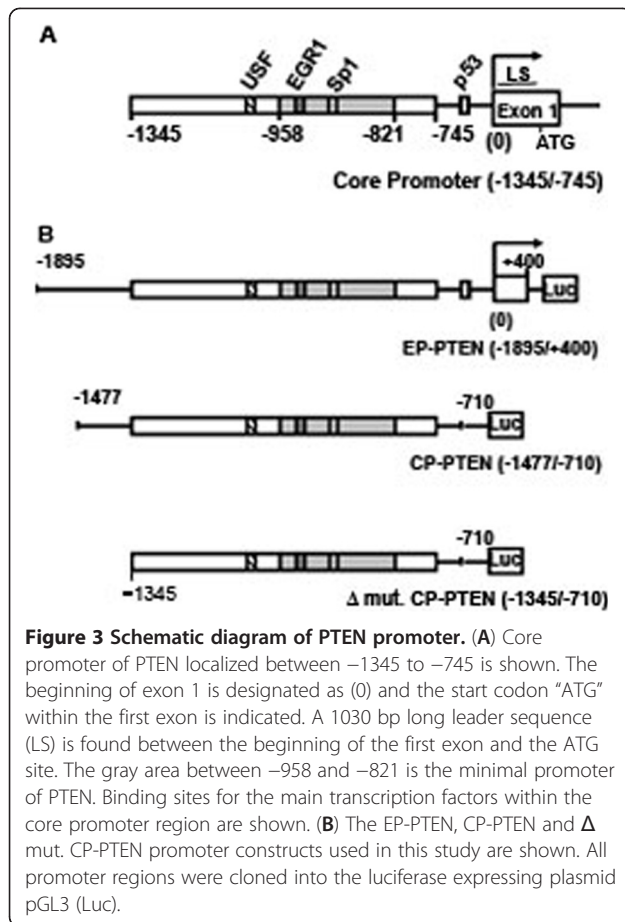 A
USF EGR1 Sp1 p53 LS
Exon 1
-1345 -958 -821 -745 (0) ATG
Core Promoter (-1345/-745)
B
-1895
+400
Luc
(0)
EP-PTEN (-1895/+400)
-1477 -710
Luc
CP-PTEN (-1477/-710)
-710
Luc
-1345 Δ mut. CP-PTEN (-1345/-710)
Figure 3 Schematic diagram of PTEN promoter. (A) Core
promoter of PTEN localized between −1345 to −745 is shown. The
beginning of exon 1 is designated as (0) and the start codon "ATG"
within the first exon is indicated. A 1030 bp long leader sequence
(LS) is found between the beginning of the first exon and the ATG
site. The gray area between −958 and −821 is the minimal promoter
of PTEN. Binding sites for the main transcription factors within the
core promoter region are shown. (B) The EP-PTEN, CP-PTEN and Δ
mut. CP-PTEN promoter constructs used in this study are shown. All
promoter regions were cloned into the luciferase expressing plasmid
pGL3 (Luc).